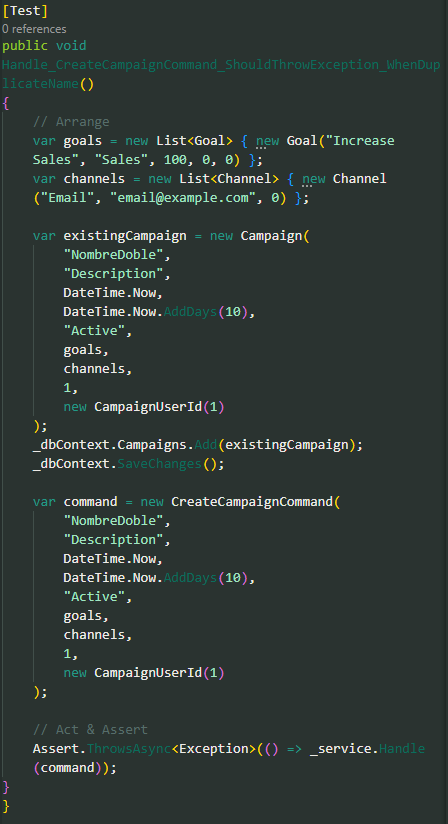 [Test]
0 references
public void
Handle_CreateCampaignCommand_ShouldThrowException_WhenDup
licateName()
{
// Arrange
var goals = new List<Goal> { new Goal("Increase
Sales", "Sales", 100, 0, 0) };
var channels = new List<Channel> { new Channel
("Email", "email@example.com", 0) };
var existingCampaign = new Campaign(
"NombreDoble",
"Description",
DateTime.Now,
DateTime.Now.AddDays(10),
"Active",
goals,
channels,
1,
new CampaignUserId(1)
);
_dbContext.Campaigns.Add(existingCampaign);
_dbContext.SaveChanges();
var command = new CreateCampaignCommand(
"NombreDoble",
"Description",
DateTime.Now,
DateTime.Now.AddDays(10),
"Active",
goals,
channels,
1,
new CampaignUserId(1)
);
// Act & Assert
Assert.ThrowsAsync<Exception>(() => _service.Handle
(command));
}
}